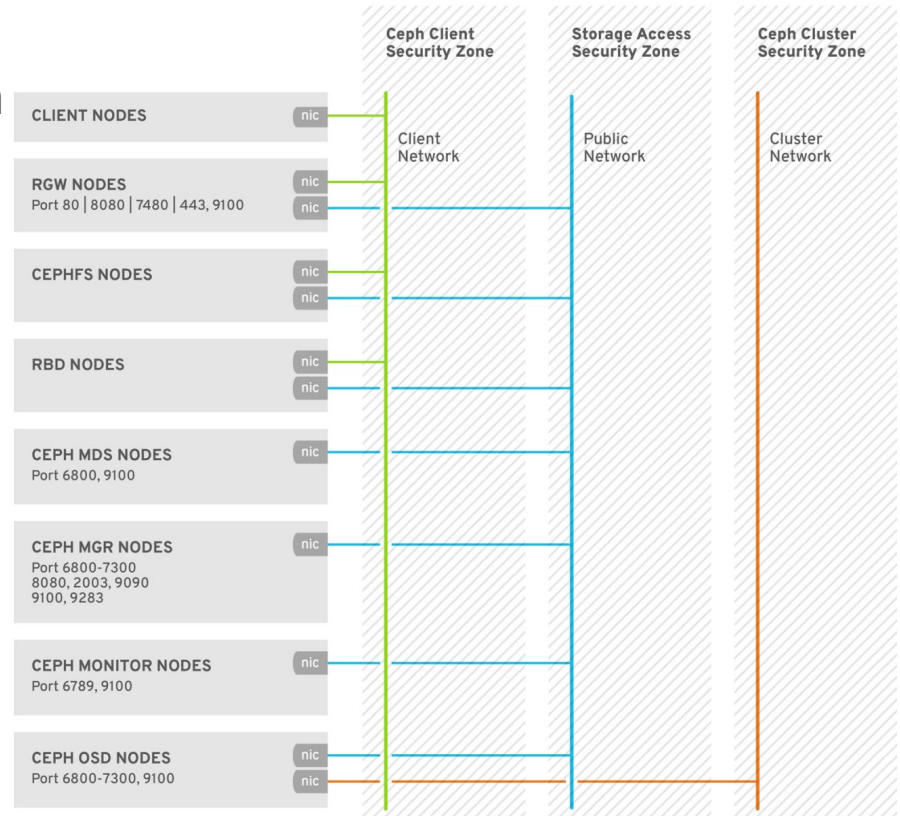 Ceph Client
Security Zone
Storage Access
Security Zone
Ceph Cluster
Security Zone
Client
Network
Public
Network
Cluster
Network
CLIENT NODES
nic
RGW NODES
Port 80 | 8080 | 7480 | 443, 9100
nic
nic
CEPHFS NODES
nic
nic
RBD NODES
nic
nic
CEPH MDS NODES
Port 6800, 9100
nic
CEPH MGR NODES
Port 6800-7300
8080, 2003, 9090
9100, 9283
nic
CEPH MONITOR NODES
Port 6789, 9100
nic
CEPH OSD NODES
Port 6800-7300, 9100
nic
nic